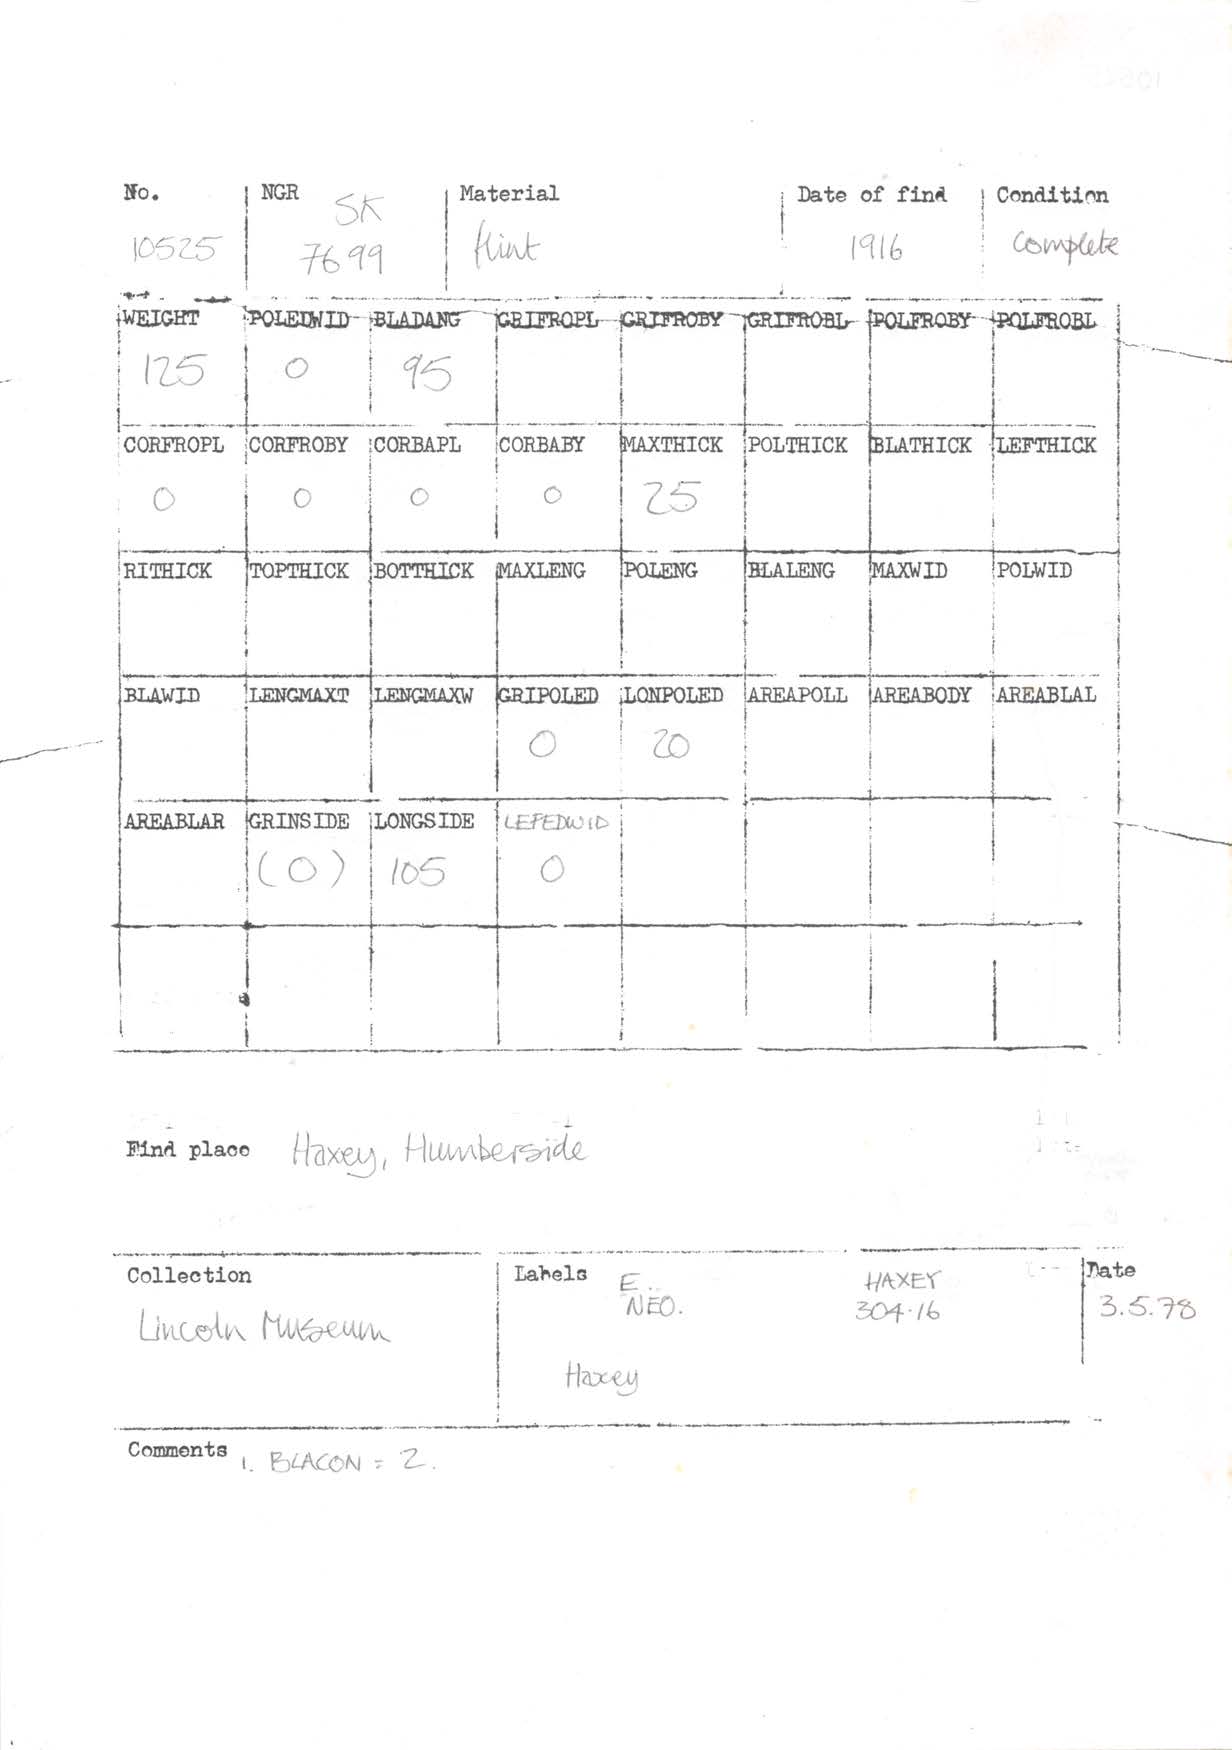 No. NGR Material Date of find Condition
SK
10525 7699 flint 1916 complete
WEIGHT POLEDWID BLADANG GRIFROPL GRIFROBY GRIFROBL POLFROBY POLFROBL
125 0 95
CORFROPL CORFROBY CORBAPL CORBABY MAXTHICK POLTHICK BLATHICK LEFTHICK
0 0 0 0 25
RITHICK TOPTHICK BOTTHICK MAXLENG POLENG BLALENG MAXWID POLWID
BLAWID LENGMAXT LENGMAXW GRIPOLED LONPOLED AREAPOLL AREABODY AREABLAL
0 20
AREABLAR GRINSIDE LONGSIDE LEFEDWID
(0) 105 0
Find place Haxey, Humberside
Collection Labels E.. HAXEY Date
NEO. 304.16 3.5.78
Lincoln Museum
Haxey
Comments 1. BLACON = 2.